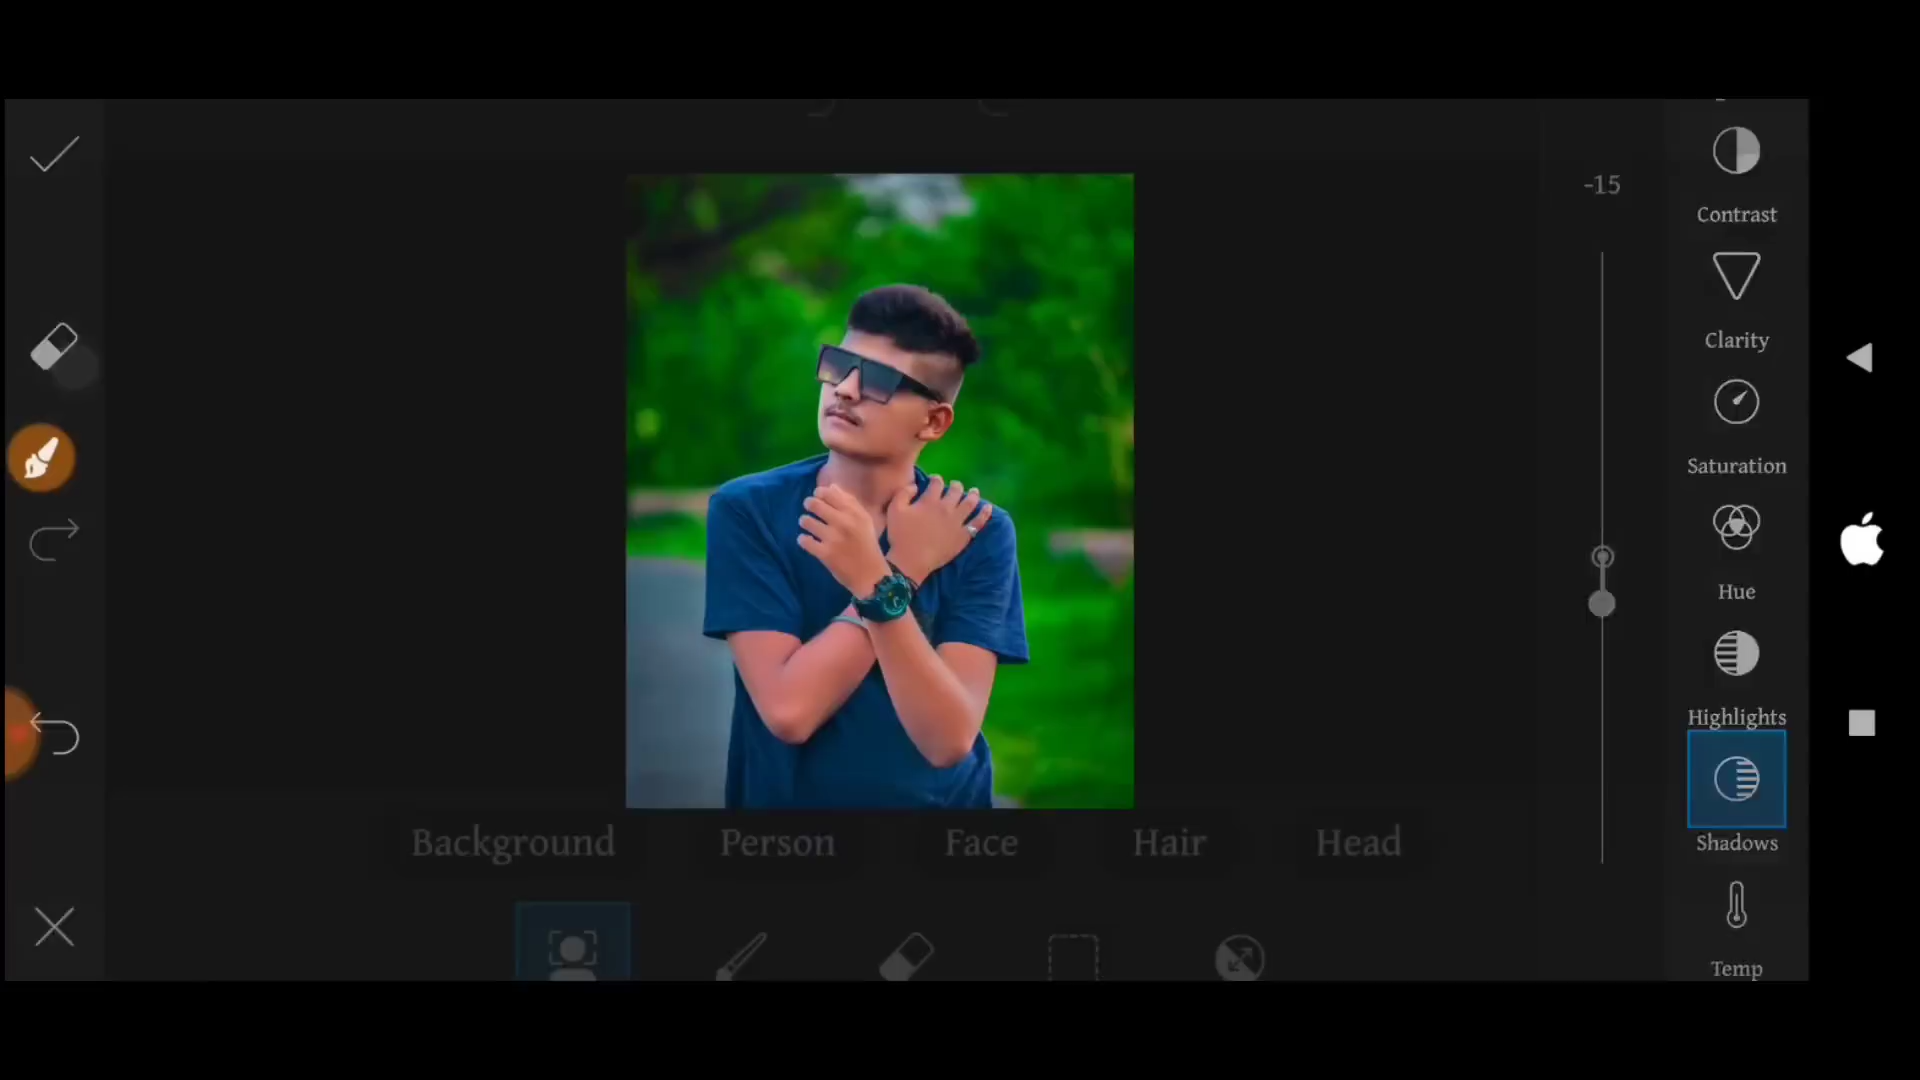 -15
Contrast
Clarity
Saturation
Hue
Highlights
Shadows
Temp
Background Person Face Hair Head